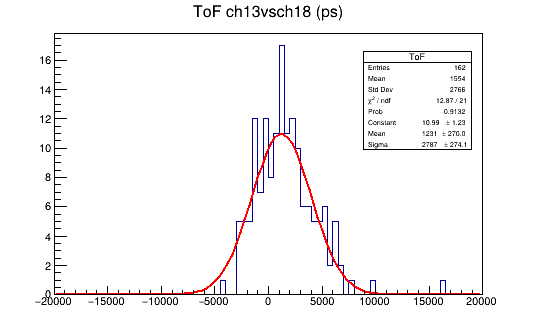 ToF ch13vsch18 (ps)
ToF
Entries 162
Mean 1554
Std Dev 2766
χ² / ndf 12.87 / 21
Prob 0.9132
Constant 10.99 ± 1.23
Mean 1231 ± 270.0
Sigma 2787 ± 274.1
16
14
12
10
8
6
4
2
0
−20000 −15000 −10000 −5000 0 5000 10000 15000 20000